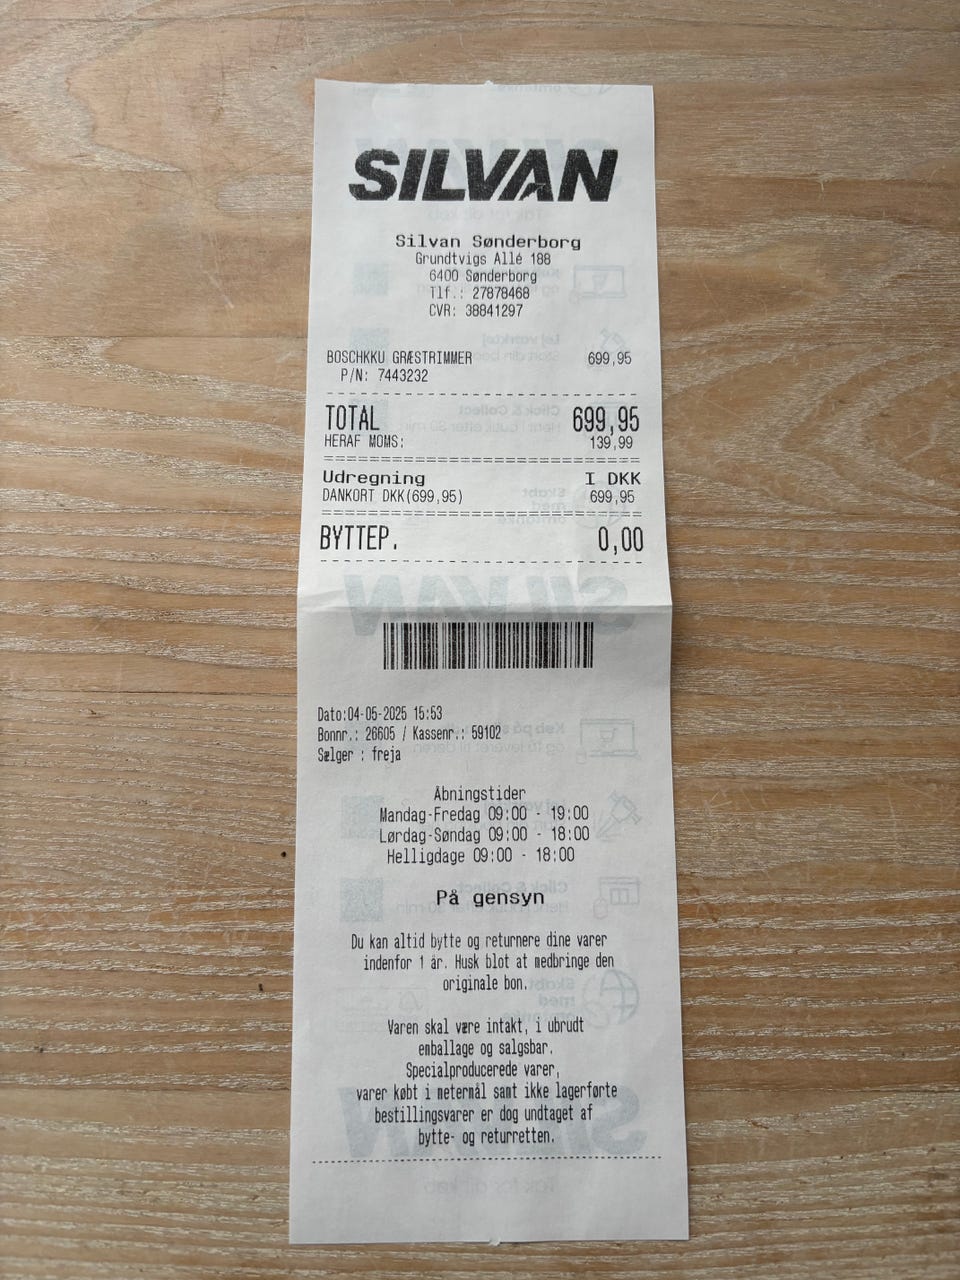 SILVAN
Silvan Sønderborg
Grundtvigs Allé 188
6400 Sønderborg
Tlf.: 27878468
CVR: 38841297
BOSCHKKU GRÆSTRIMMER 699,95
P/N: 7443232
TOTAL 699,95
HERAF MOMS: 139,99
Udregning I DKK
DANKORT DKK(699,95) 699,95
BYTTEP. 0,00
Dato:04-05-2025 15:53
Bonnr.: 26605 / Kassenr.: 59102
Sælger : freja
Åbningstider
Mandag-Fredag 09:00 - 19:00
Lørdag-Søndag 09:00 - 18:00
Helligdage 09:00 - 18:00
På gensyn
Du kan altid bytte og returnere dine varer
indenfor 1 år. Husk blot at medbringe den
originale bon.
Varen skal være intakt, i ubrudt
emballage og salgsbar.
Specialproducerede varer,
varer købt i metermål samt ikke lagerførte
bestillingsvarer er dog undtaget af
bytte- og returretten.